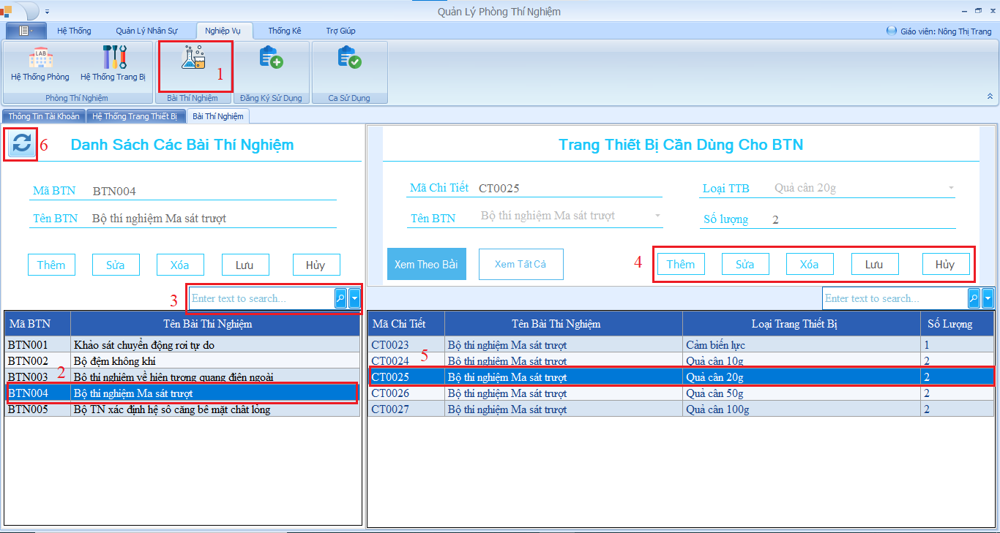 Quản Lý Phòng Thí Nghiệm
Hệ Thống Quản Lý Nhân Sự Nghiệp Vụ Thống Kê Trợ Giúp Giáo viên: Nông Thị Trang
LAB
1
Hệ Thống Phòng Hệ Thống Trang Bị
Phòng Thí Nghiệm Bài Thí Nghiệm Đăng Ký Sử Dụng Ca Sử Dụng
Thông Tin Tài Khoản Hệ Thống Trang Thiết Bị Bài Thí Nghiệm
6 Danh Sách Các Bài Thí Nghiệm
Mã BTN BTN004
Tên BTN Bộ thí nghiệm Ma sát trượt
Thêm Sửa Xóa Lưu Hủy
3 Enter text to search...
Mã BTN Tên Bài Thí Nghiệm
BTN001 Khảo sát chuyển động rơi tự do
BTN002 Bộ đệm không khí
2
BTN003 Bộ thí nghiệm về hiện tượng quang điện ngoài
BTN004 Bộ thí nghiệm Ma sát trượt
BTN005 Bộ TN xác định hệ số căng bề mặt chất lỏng
Trang Thiết Bị Cần Dùng Cho BTN
Mã Chi Tiết CT0025 Loại TTB Quả cân 20g
Tên BTN Bộ thí nghiệm Ma sát trượt Số lượng 2
Xem Theo Bài Xem Tất Cả 4 Thêm Sửa Xóa Lưu Hủy
Enter text to search...
Mã Chi Tiết Tên Bài Thí Nghiệm Loại Trang Thiết Bị Số Lượng
CT0023 Bộ thí nghiệm Ma sát trượt Cảm biến lực 1
5
CT0024 Bộ thí nghiệm Ma sát trượt Quả cân 10g 2
CT0025 Bộ thí nghiệm Ma sát trượt Quả cân 20g 2
CT0026 Bộ thí nghiệm Ma sát trượt Quả cân 50g 2
CT0027 Bộ thí nghiệm Ma sát trượt Quả cân 100g 2